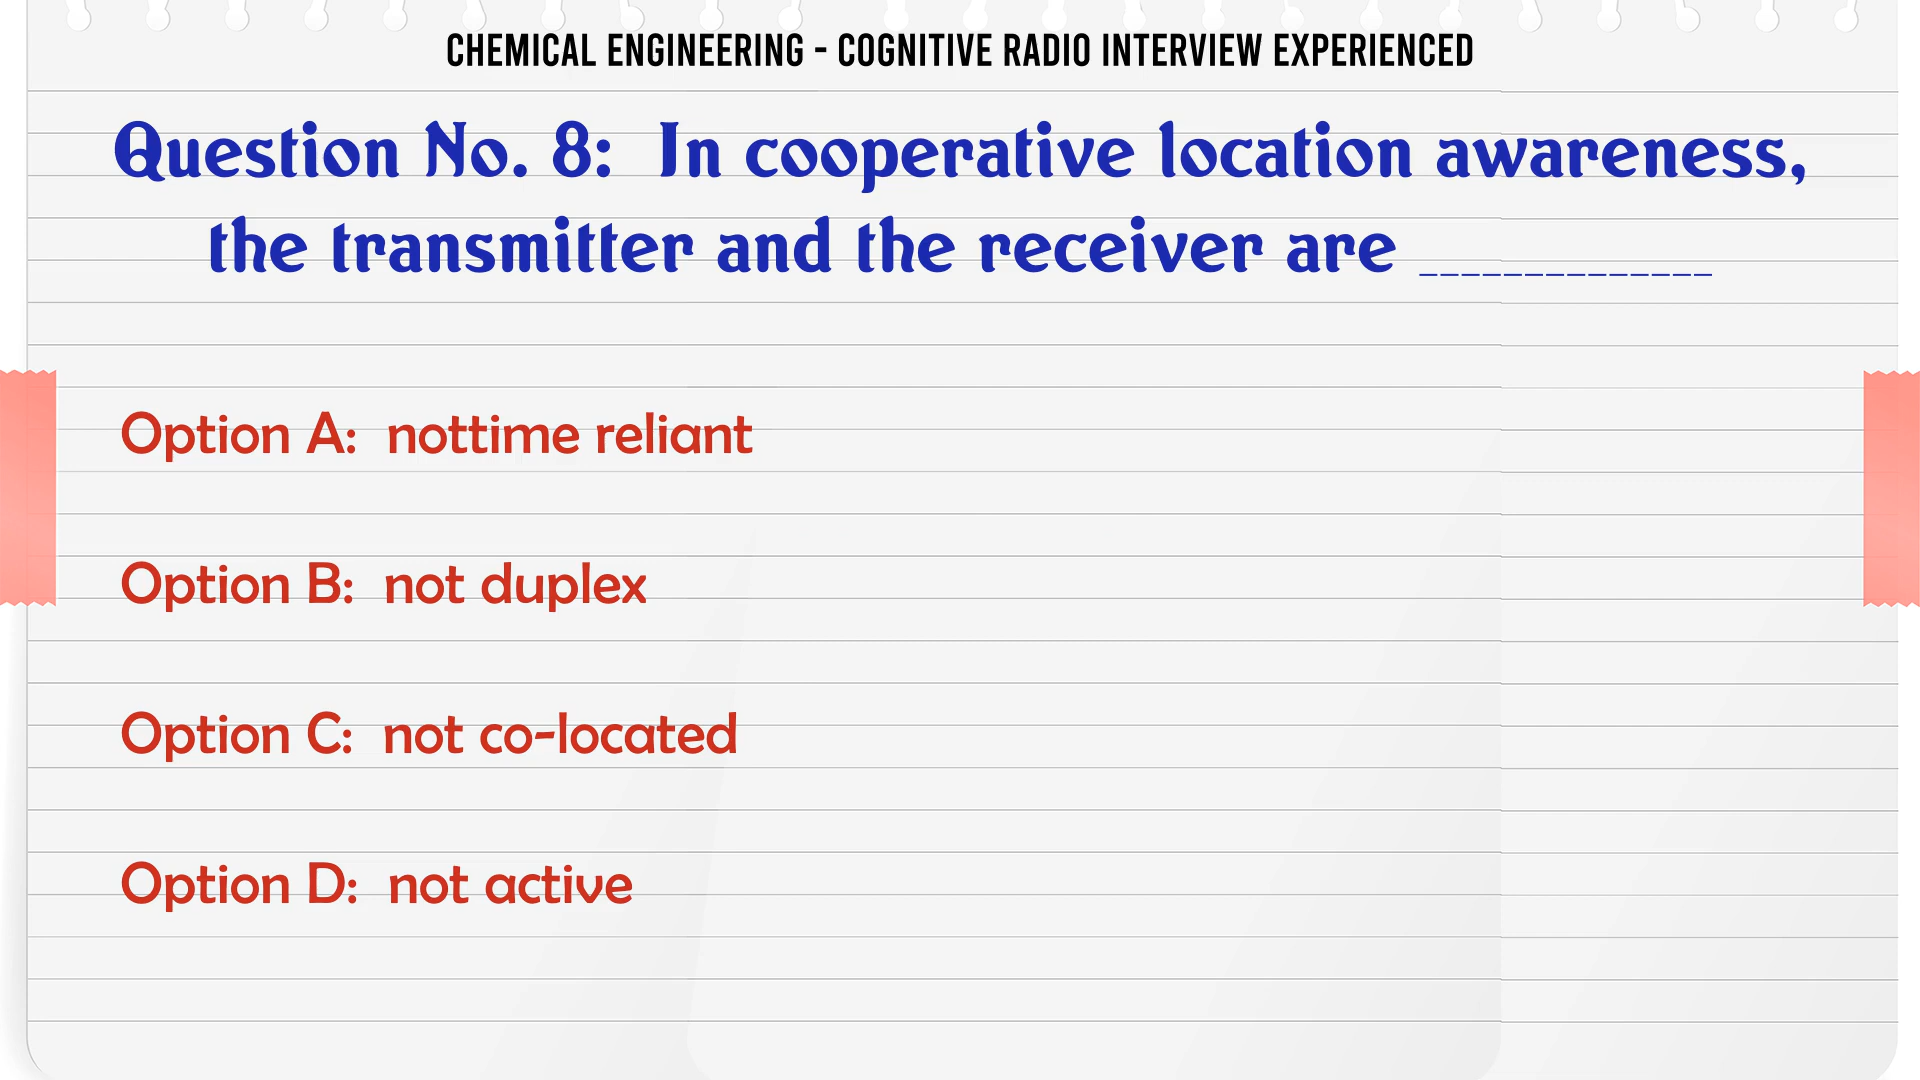 CHEMICAL ENGINEERING - COGNITIVE RADIO INTERVIEW EXPERIENCED
Question No. 8: In cooperative location awareness,
the transmitter and the receiver are ______________
Option A: nottime reliant
Option B: not duplex
Option C: not co-located
Option D: not active